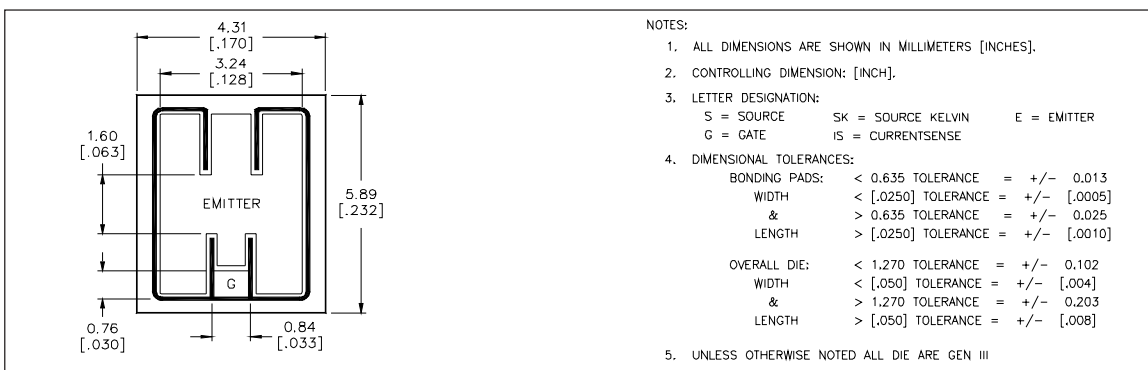 4.31
[.170]
3.24
[.128]
1.60
[.063]
EMITTER
5.89
[.232]
G
0.76
[.030]
0.84
[.033]
NOTES:
1. ALL DIMENSIONS ARE SHOWN IN MILLIMETERS [INCHES].
2. CONTROLLING DIMENSION: [INCH].
3. LETTER DESIGNATION:
S = SOURCE SK = SOURCE KELVIN E = EMITTER
G = GATE IS = CURRENTSENSE
4. DIMENSIONAL TOLERANCES:
BONDING PADS: < 0.635 TOLERANCE = +/- 0.013
WIDTH < [.0250] TOLERANCE = +/- [.0005]
& > 0.635 TOLERANCE = +/- 0.025
LENGTH > [.0250] TOLERANCE = +/- [.0010]
OVERALL DIE: < 1.270 TOLERANCE = +/- 0.102
WIDTH < [.050] TOLERANCE = +/- [.004]
& > 1.270 TOLERANCE = +/- 0.203
LENGTH > [.050] TOLERANCE = +/- [.008]
5. UNLESS OTHERWISE NOTED ALL DIE ARE GEN III